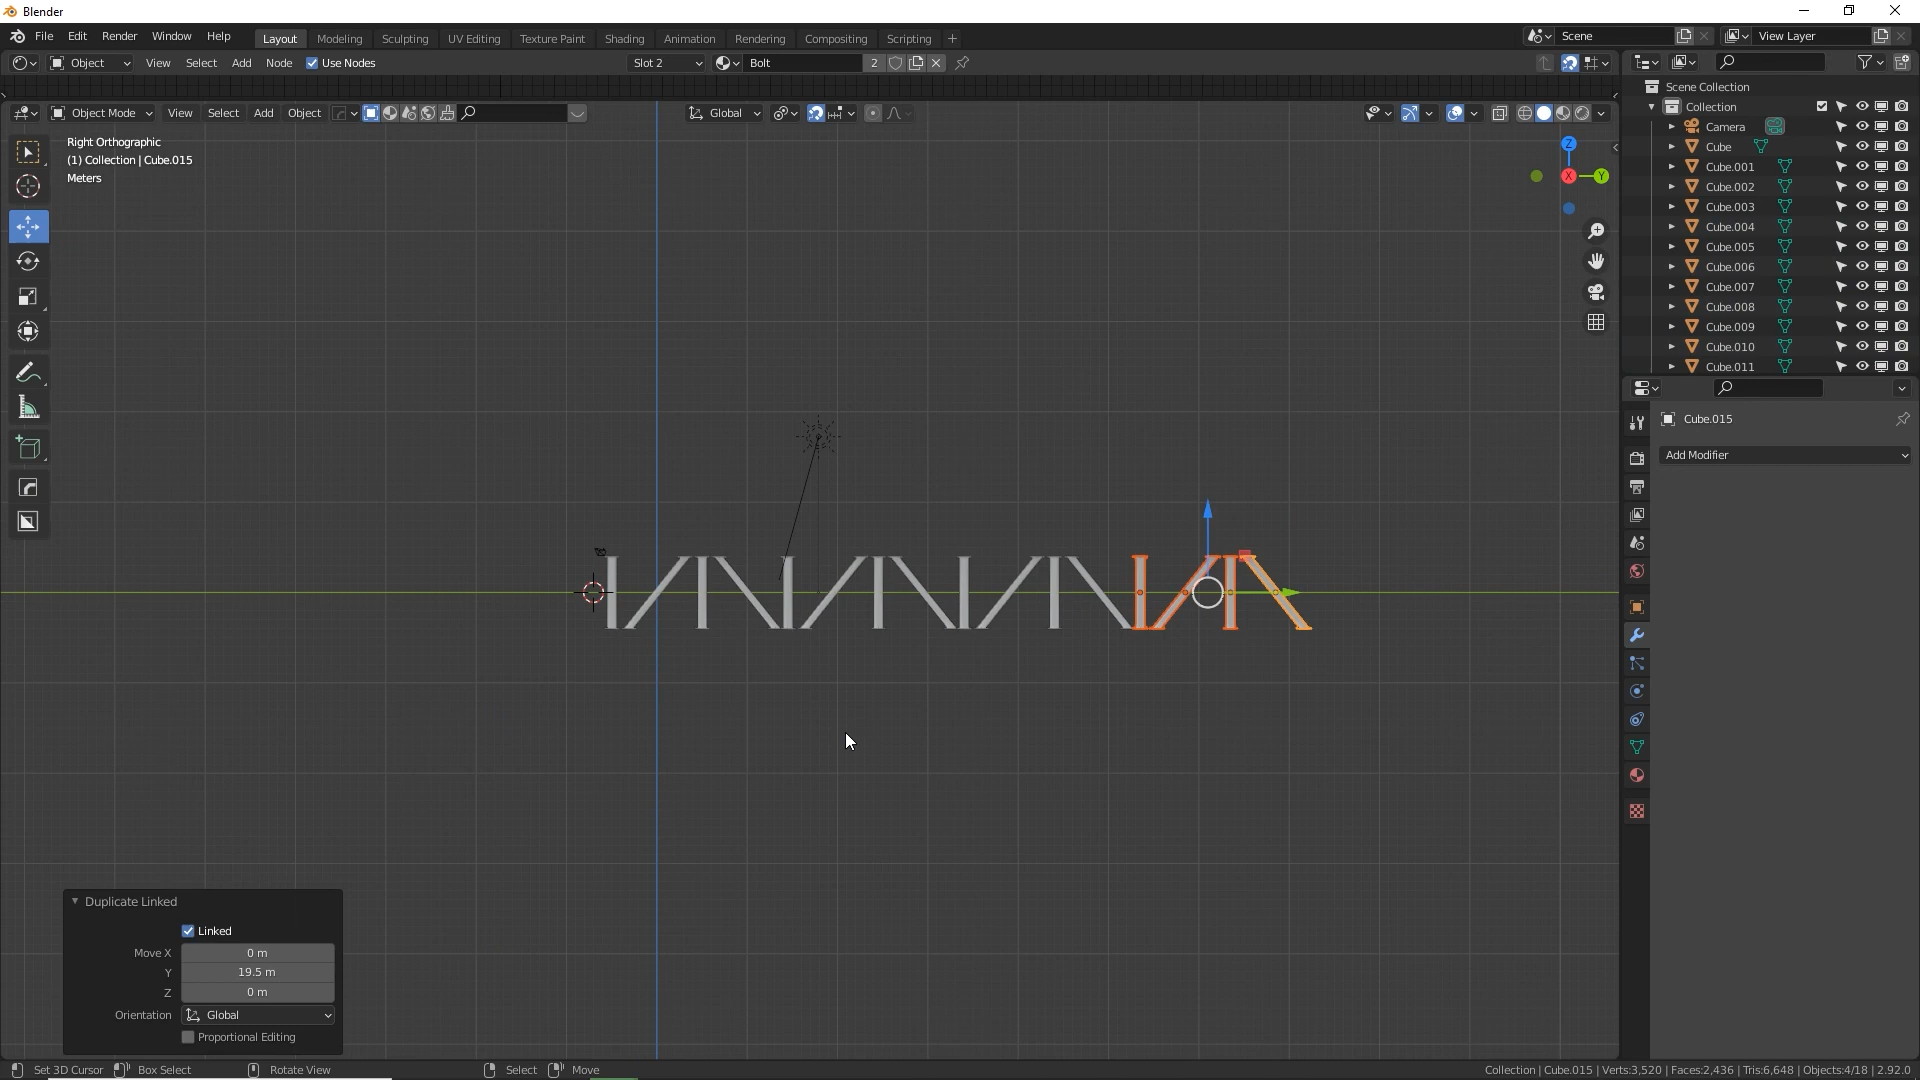 Blender
File Edit Render Window Help Layout Modeling Sculpting UV Editing Texture Paint Shading Animation Rendering Compositing Scripting + Scene View Layer
Object View Select Add Node Use Nodes Slot 2 Bolt 2
Object Mode View Select Add Object Global
Right Orthographic
(1) Collection | Cube.015
Meters
Z
X
Y
Scene Collection
Collection
Camera
Cube
Cube.001
Cube.002
Cube.003
Cube.004
Cube.005
Cube.006
Cube.007
Cube.008
Cube.009
Cube.010
Cube.011
Cube.015
Add Modifier
Duplicate Linked
Linked
Move X 0 m
Y 19.5 m
Z 0 m
Orientation Global
Proportional Editing
Set 3D Cursor Box Select Rotate View Select Move Collection | Cube.015 | Verts:3,520 | Faces:2,436 | Tris:6,648 | Objects:4/18 | 2.92.0